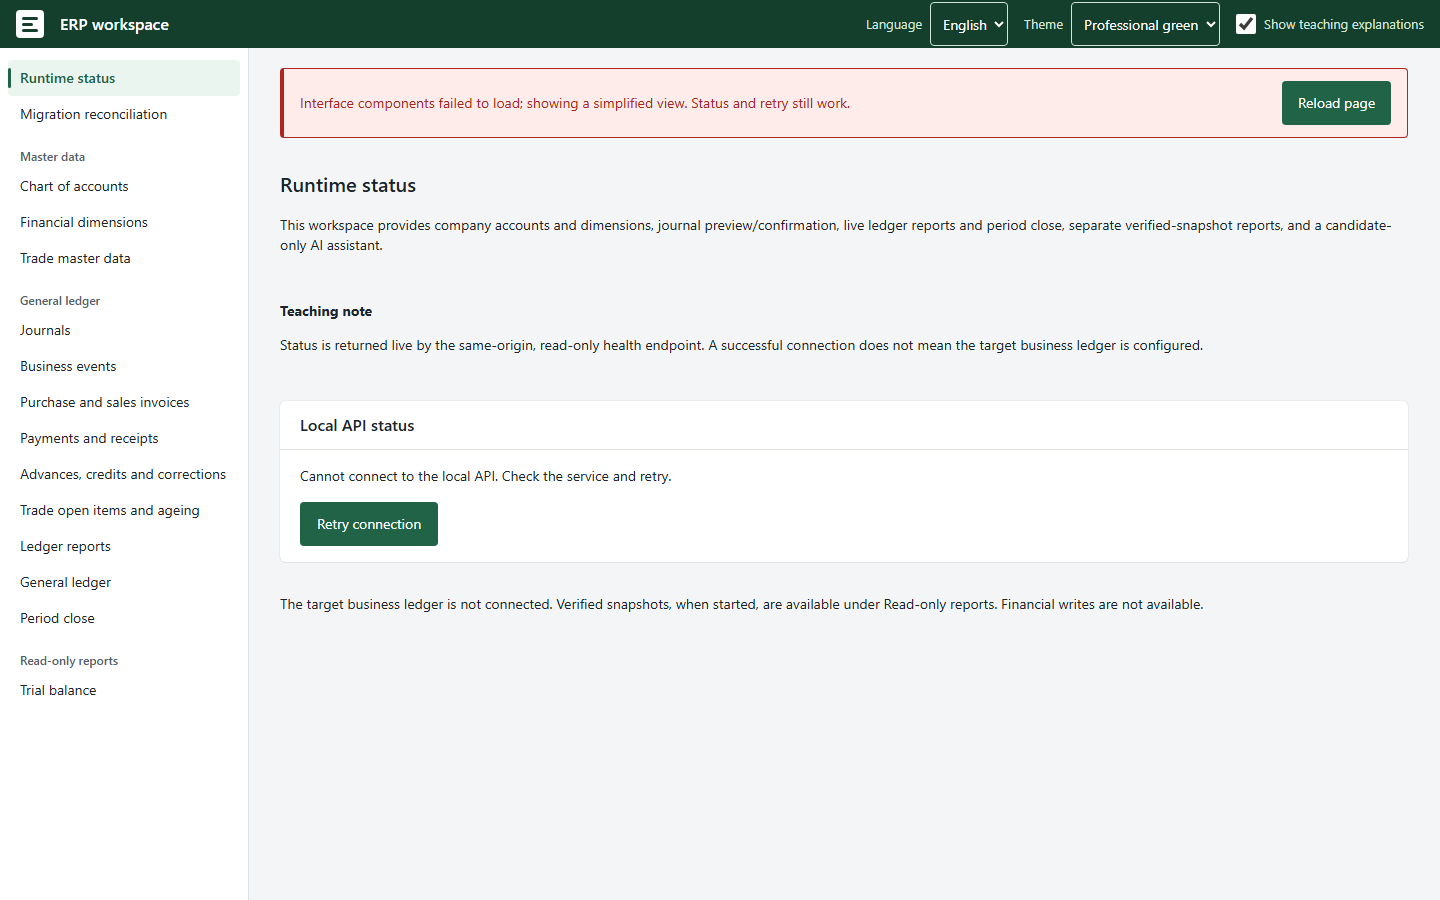 ERP workspace
Language English Theme Professional green Show teaching explanations
Runtime status
Migration reconciliation
Master data
Chart of accounts
Financial dimensions
Trade master data
General ledger
Journals
Business events
Purchase and sales invoices
Payments and receipts
Advances, credits and corrections
Trade open items and ageing
Ledger reports
General ledger
Period close
Read-only reports
Trial balance
Interface components failed to load; showing a simplified view. Status and retry still work.
Reload page
Runtime status
This workspace provides company accounts and dimensions, journal preview/confirmation, live ledger reports and period close, separate verified-snapshot reports, and a candidate-
only AI assistant.
Teaching note
Status is returned live by the same-origin, read-only health endpoint. A successful connection does not mean the target business ledger is configured.
Local API status
Cannot connect to the local API. Check the service and retry.
Retry connection
The target business ledger is not connected. Verified snapshots, when started, are available under Read-only reports. Financial writes are not available.